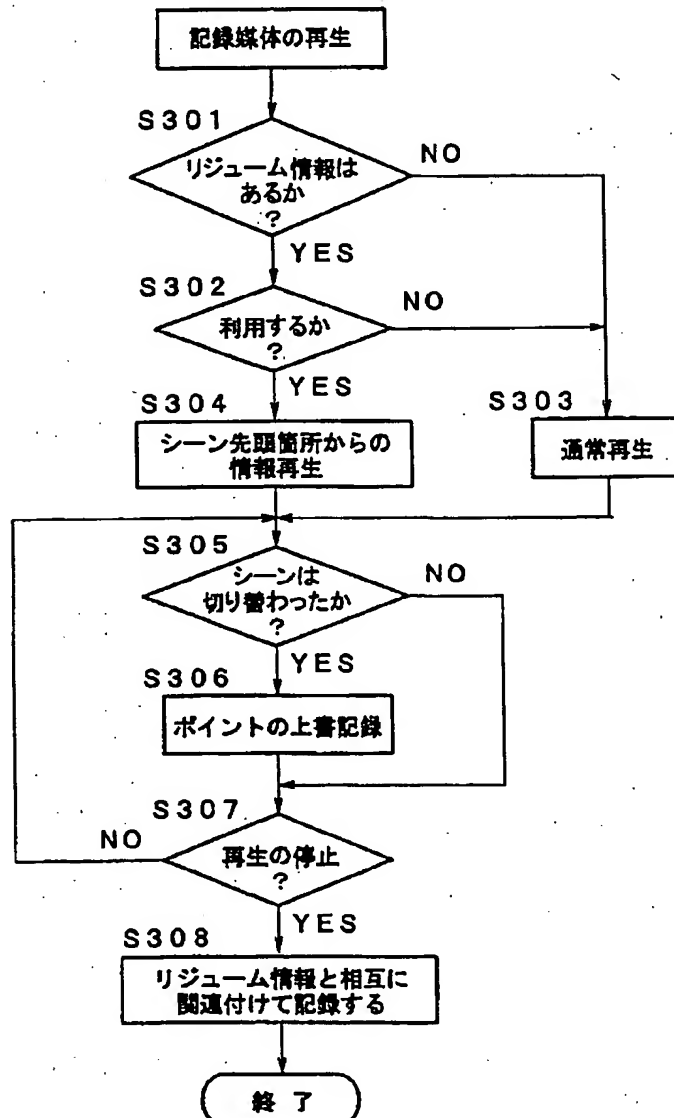 記録媒体の再生
S301
リジューム情報は
あるか
?
NO
YES
S302
利用するか
?
NO
YES
S304
シーン先頭箇所からの
情報再生
S303
通常再生
S305
シーンは
切り替わったか
?
NO
YES
S306
ポイントの上書記録
S307
再生の停止
?
NO
YES
S308
リジューム情報と相互に
関連付けて記録する
終了